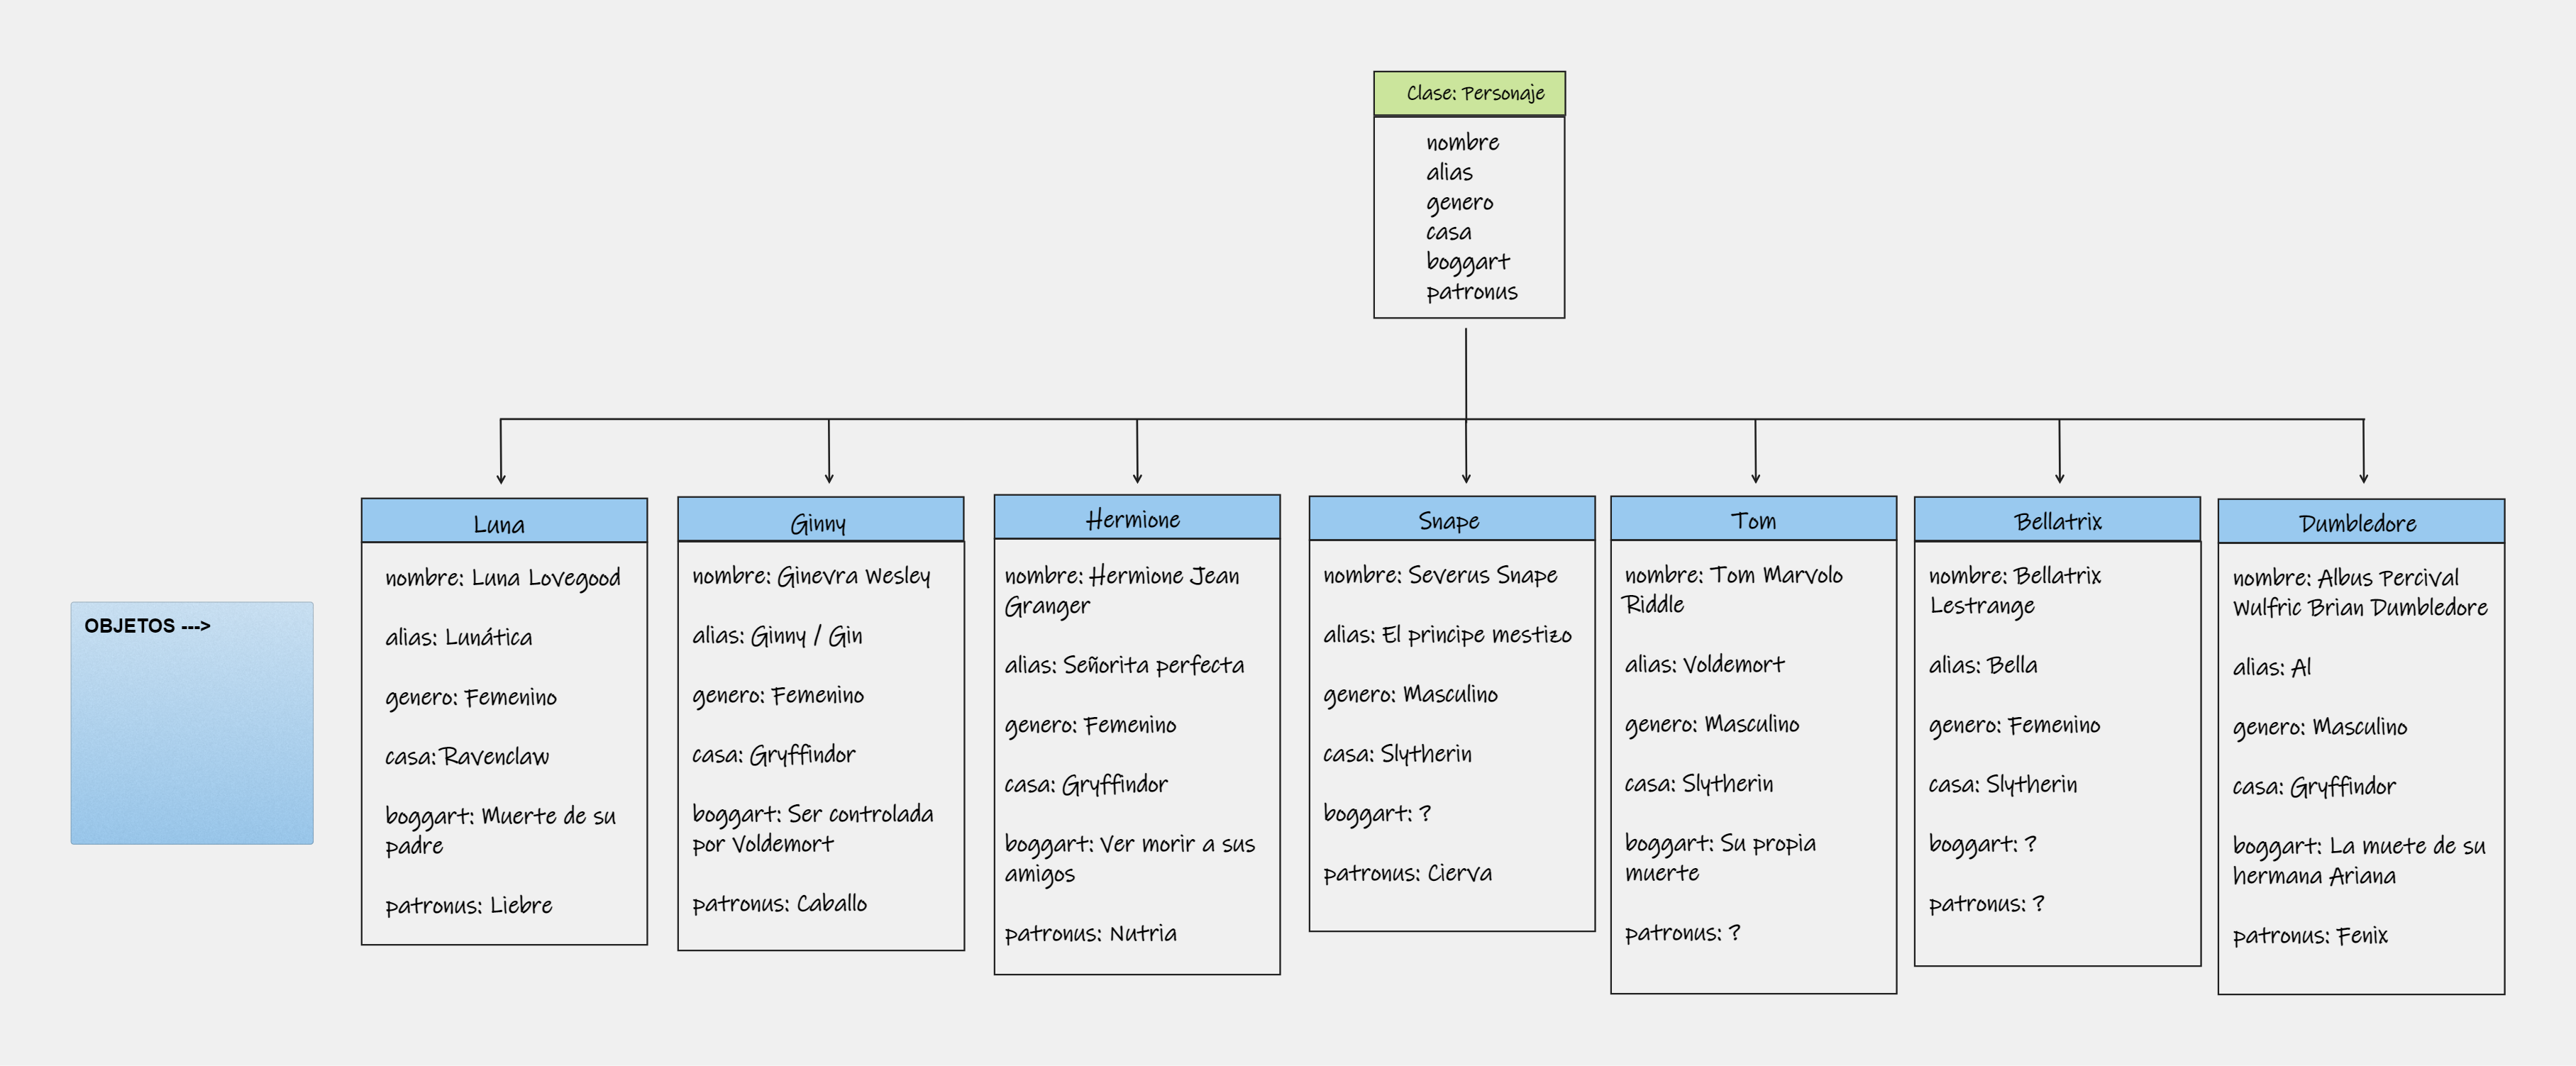 Clase: Personaje
nombre
alias
genero
casa
boggart
patronus
OBJETOS --->
Luna
nombre: Luna Lovegood
alias: Lunática
genero: Femenino
casa: Ravenclaw
boggart: Muerte de su
padre
patronus: Liebre
Ginny
nombre: Ginevra Wesley
alias: Ginny / Gin
genero: Femenino
casa: Gryffindor
boggart: Ser controlada
por Voldemort
patronus: Caballo
Hermione
nombre: Hermione Jean
Granger
alias: Señorita perfecta
genero: Femenino
casa: Gryffindor
boggart: Ver morir a sus
amigos
patronus: Nutria
Snape
nombre: Severus Snape
alias: El principe mestizo
genero: Masculino
casa: Slytherin
boggart: ?
patronus: Cierva
Tom
nombre: Tom Marvolo
Riddle
alias: Voldemort
genero: Masculino
casa: Slytherin
boggart: Su propia
muerte
patronus: ?
Bellatrix
nombre: Bellatrix
Lestrange
alias: Bella
genero: Femenino
casa: Slytherin
boggart: ?
patronus: ?
Dumbledore
nombre: Albus Percival
Wulfric Brian Dumbledore
alias: Al
genero: Masculino
casa: Gryffindor
boggart: La muete de su
hermana Ariana
patronus: Fenix